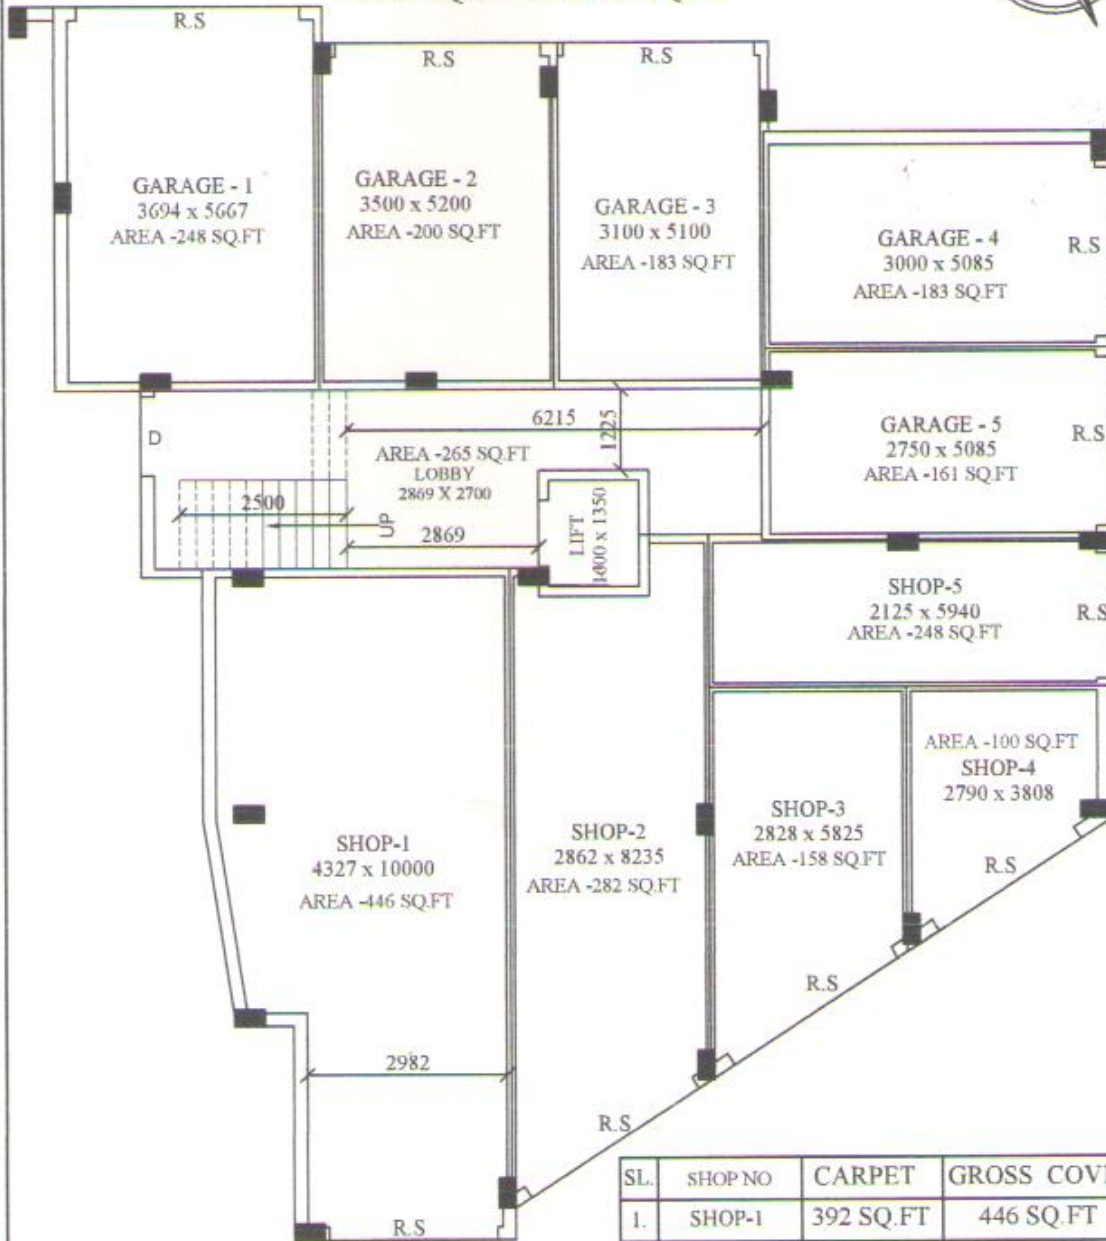 R.S
R.S
R.S
GARAGE - 1
3694 x 5667
AREA -248 SQ.FT
GARAGE - 2
3500 x 5200
AREA -200 SQ.FT
GARAGE - 3
3100 x 5100
AREA -183 SQ.FT
GARAGE - 4
3000 x 5085
AREA -183 SQ.FT
R.S
GARAGE - 5
2750 x 5085
AREA -161 SQ.FT
R.S
D
6215
1225
AREA -265 SQ.FT
LOBBY
2869 X 2700
2500
UP
2869
LIFT
1800 x 1350
SHOP-5
2125 x 5940
AREA -248 SQ.FT
R.S
AREA -100 SQ.FT
SHOP-4
2790 x 3808
R.S
SHOP-3
2828 x 5825
AREA -158 SQ.FT
R.S
SHOP-2
2862 x 8235
AREA -282 SQ.FT
R.S
SHOP-1
4327 x 10000
AREA -446 SQ.FT
2982
R.S
SL. SHOP NO CARPET GROSS
1. SHOP-1 392 SQ.FT 446 SQ.FT